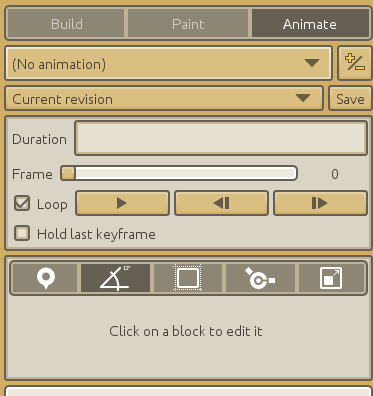 Build Paint Animate
(No animation)
Current revision Save
Duration
Frame 0
Loop
Hold last keyframe
12°
Click on a block to edit it